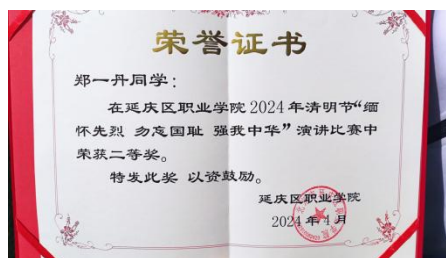 荣誉证书
郑一丹同学：
在延庆区职业学院2024年清明节“缅
怀先烈 勿忘国耻 强我中华”演讲比赛中
荣获二等奖。
特发此奖 以资鼓励。
延庆区职业学院
2024年4月